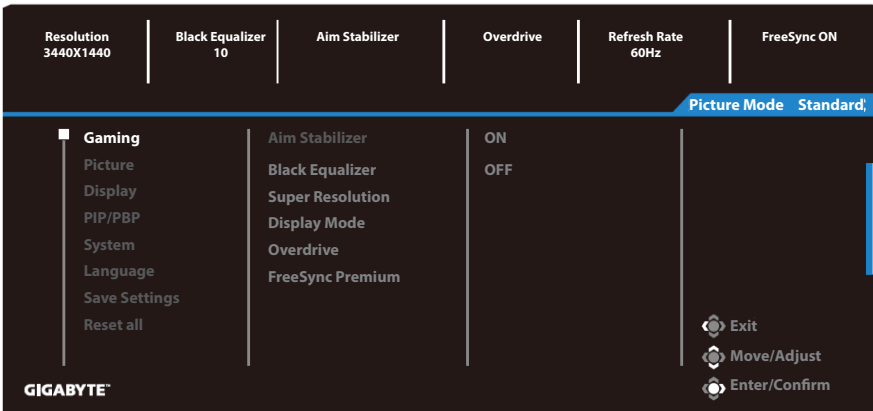 Resolution
3440X1440
Black Equalizer
10
Aim Stabilizer
Overdrive
Refresh Rate
60Hz
FreeSync ON
Picture Mode Standard
Gaming
Picture
Display
PIP/PBP
System
Language
Save Settings
Reset all
Aim Stabilizer
Black Equalizer
Super Resolution
Display Mode
Overdrive
FreeSync Premium
ON
OFF
Exit
Move/Adjust
Enter/Confirm
GIGABYTE™